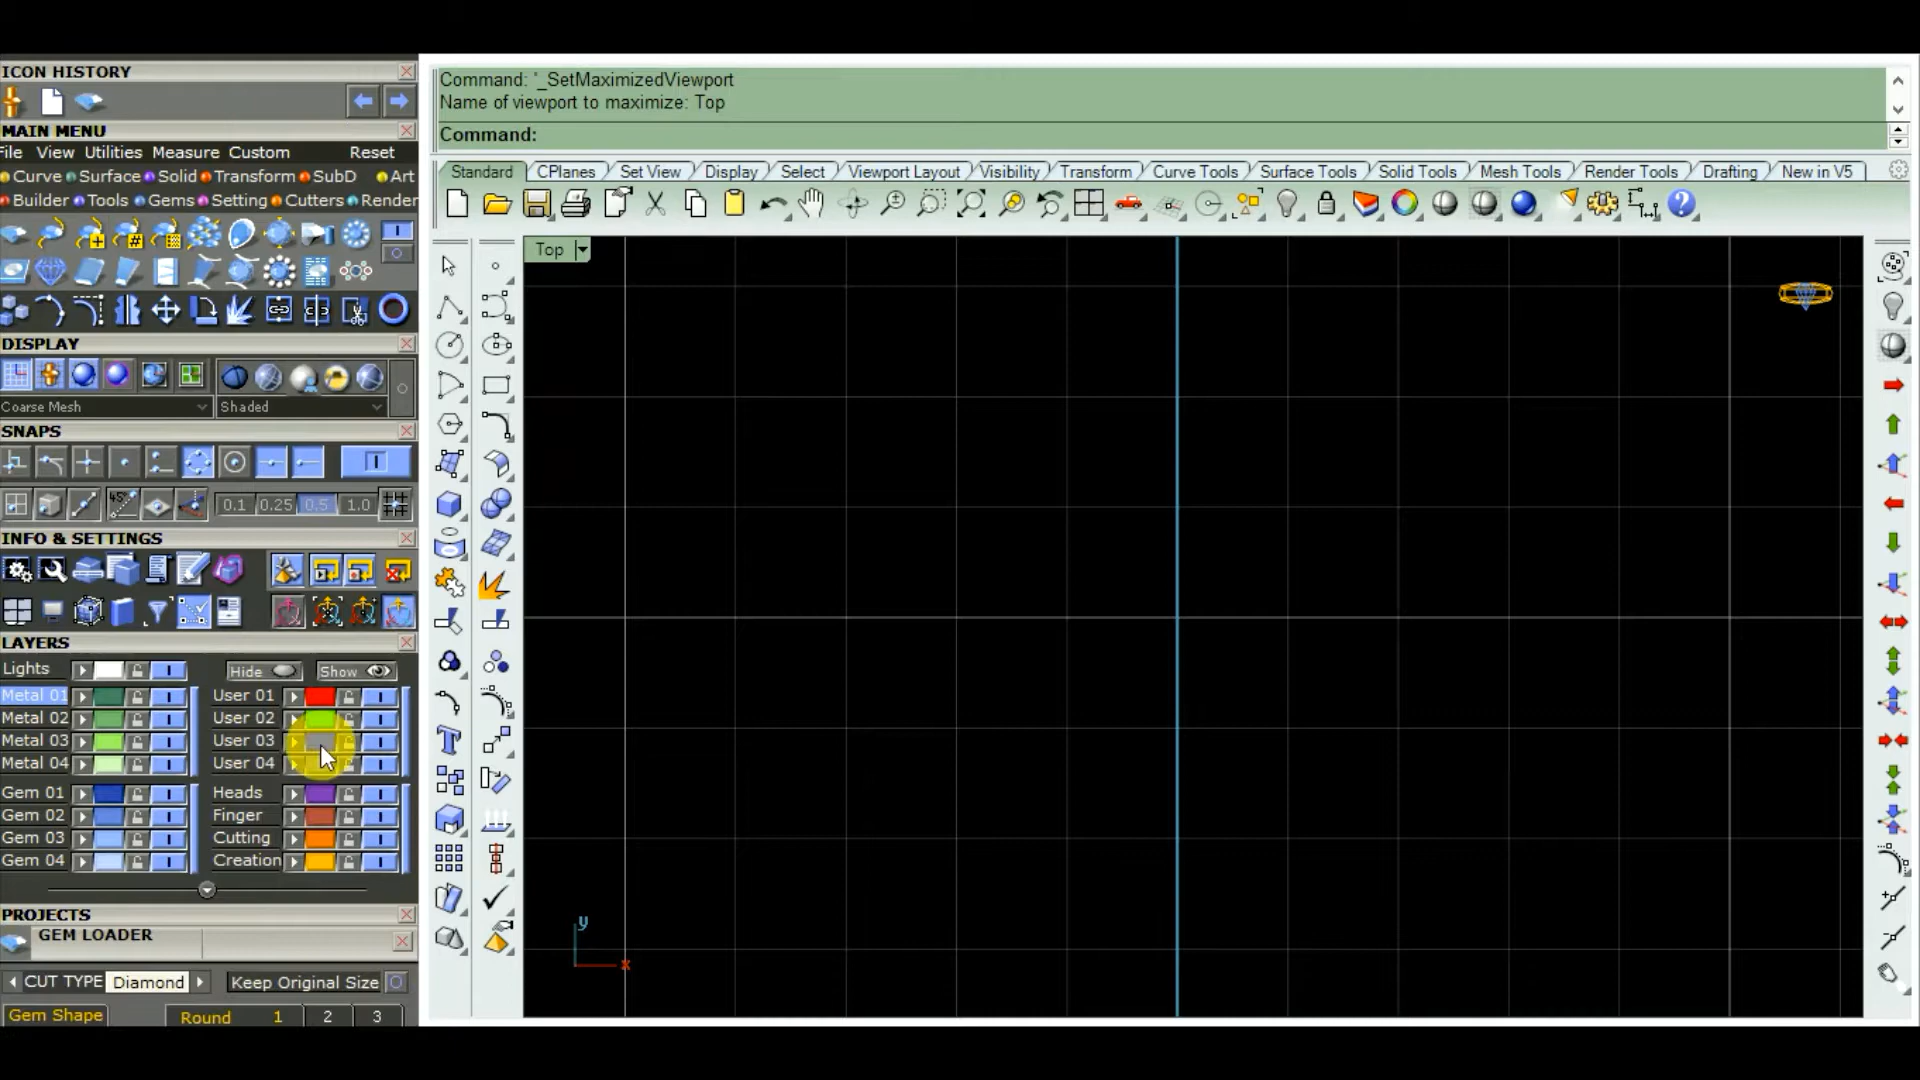 ICON HISTORY
MAIN MENU
File View Utilities Measure Custom Reset
Curve Surface Solid Transform SubD Art
Builder Tools Gems Setting Cutters Render
DISPLAY
Coarse Mesh Shaded
SNAPS
45° 0.1 0.25 0.5 1.0
INFO & SETTINGS
LAYERS
Lights Hide Show
Metal 01 User 01
Metal 02 User 02
Metal 03 User 03
Metal 04 User 04
Gem 01 Heads
Gem 02 Finger
Gem 03 Cutting
Gem 04 Creation
PROJECTS
GEM LOADER
CUT TYPE Diamond Keep Original Size
Gem Shape Round 1 2 3
Command: '_SetMaximizedViewport
Name of viewport to maximize: Top
Command:
Standard CPlanes Set View Display Select Viewport Layout Visibility Transform Curve Tools Surface Tools Solid Tools Mesh Tools Render Tools Drafting New in V5
Top
y
x